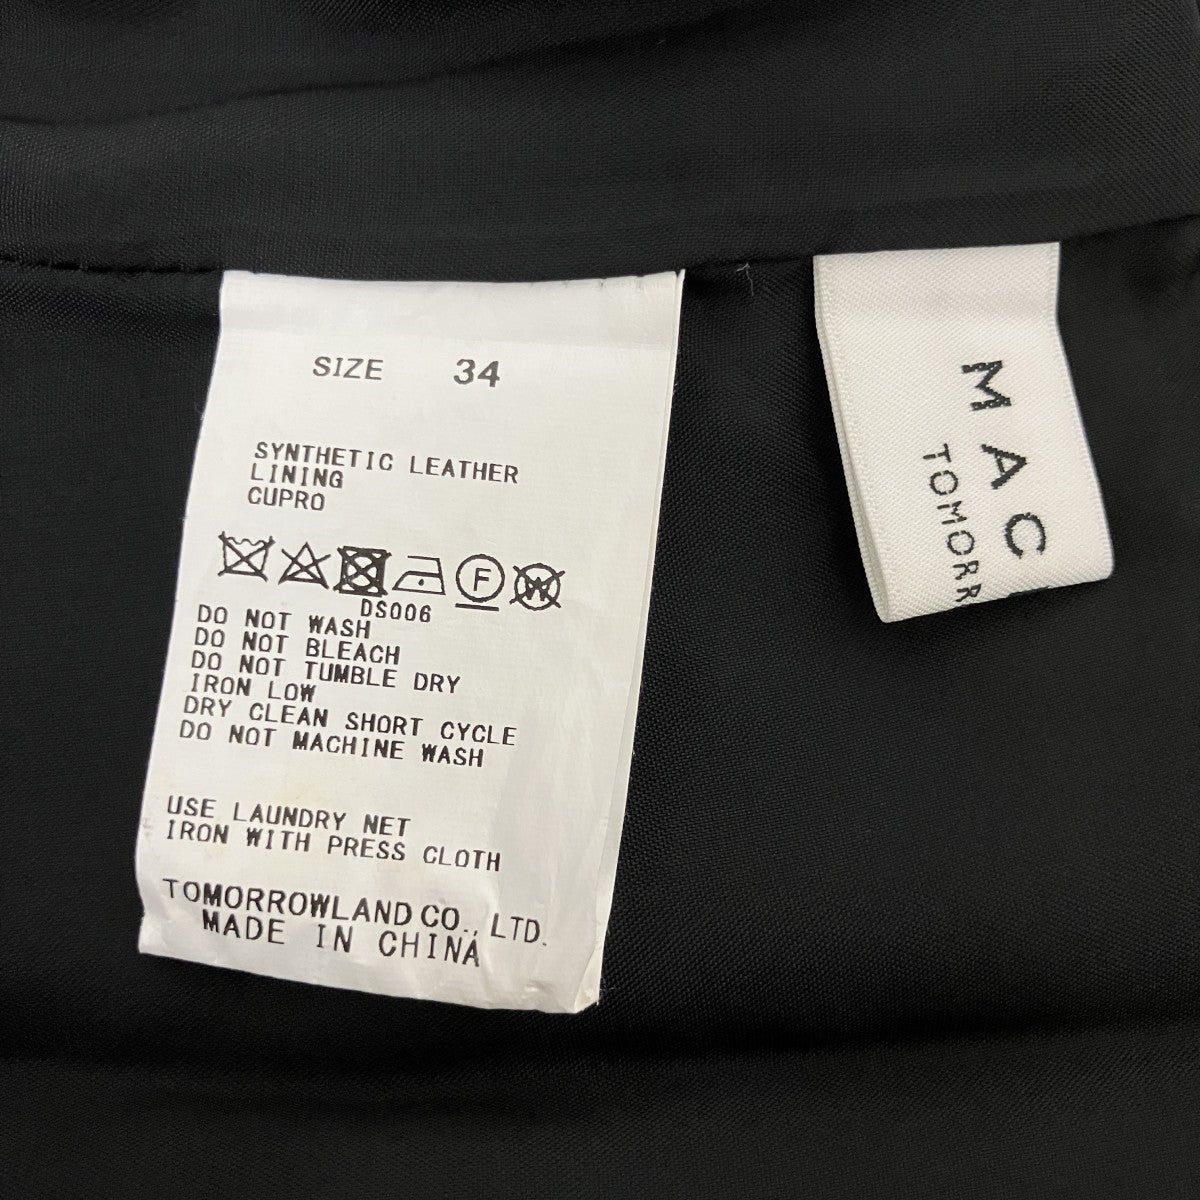 SIZE 34
SYNTHETIC LEATHER
LINING
CUPRO
F W
DS006
DO NOT WASH
DO NOT BLEACH
DO NOT TUMBLE DRY
IRON LOW
DRY CLEAN SHORT CYCLE
DO NOT MACHINE WASH
USE LAUNDRY NET
IRON WITH PRESS CLOTH
TOMORROWLAND CO., LTD.
MADE IN CHINA
MAC
TOMORR